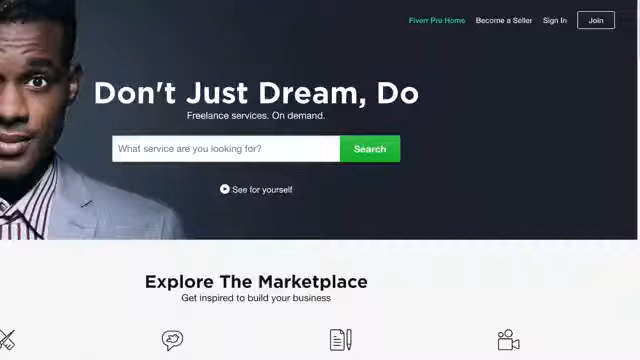 Fiverr Pro Home Become a Seller Sign In Join
Don't Just Dream, Do
Freelance services. On demand.
What service are you looking for? Search
See for yourself
Explore The Marketplace
Get inspired to build your business